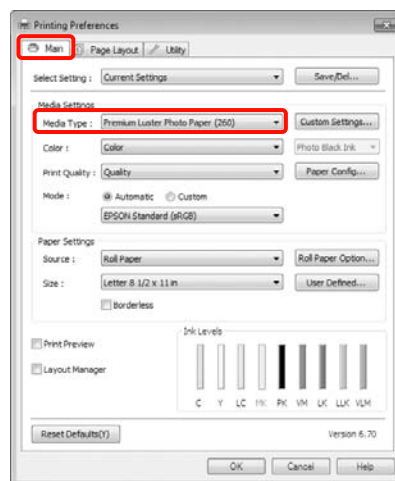 Printing Preferences
Main Page Layout Utility
Select Setting : Current Settings Save/Del...
Media Settings
Media Type : Premium Luster Photo Paper (260) Custom Settings...
Color : Color Photo Black Ink
Print Quality : Quality Paper Config...
Mode : Automatic Custom
EPSON Standard (sRGB)
Paper Settings
Source : Roll Paper Roll Paper Option...
Size : Letter 8 1/2 x 11 in User Defined...
Borderless
Ink Levels
Print Preview
Layout Manager
C Y LC MK PK VM LK LLK VLM
Reset Defaults(Y) Version 6.70
OK Cancel Help